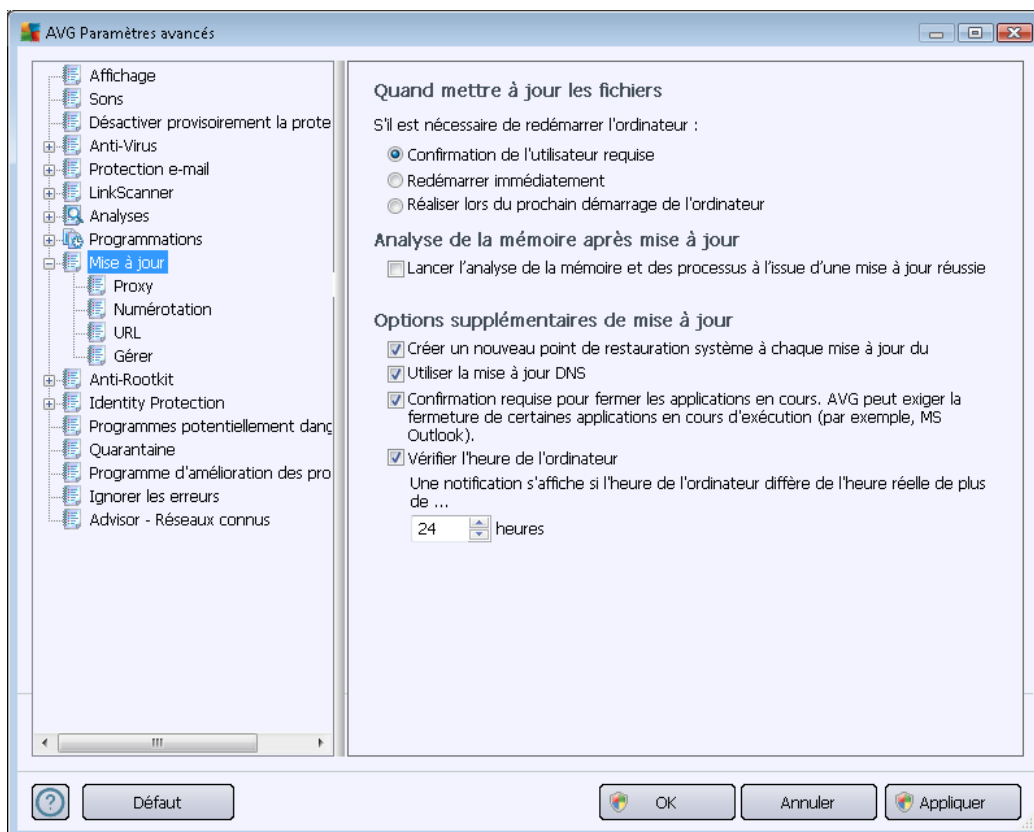 AVG Paramètres avancés
Affichage
Sons
Désactiver provisoirement la prote
Anti-Virus
Protection e-mail
LinkScanner
Analyses
Programmations
Mise à jour
Proxy
Numérotation
URL
Gérer
Anti-Rootkit
Identity Protection
Programmes potentiellement dang
Quarantaine
Programme d'amélioration des pro
Ignorer les erreurs
Advisor - Réseaux connus
Quand mettre à jour les fichiers
S'il est nécessaire de redémarrer l'ordinateur :
Confirmation de l'utilisateur requise
Redémarrer immédiatement
Réaliser lors du prochain démarrage de l'ordinateur
Analyse de la mémoire après mise à jour
Lancer l'analyse de la mémoire et des processus à l'issue d'une mise à jour réussie
Options supplémentaires de mise à jour
Créer un nouveau point de restauration système à chaque mise à jour du
Utiliser la mise à jour DNS
Confirmation requise pour fermer les applications en cours. AVG peut exiger la
fermeture de certaines applications en cours d'exécution (par exemple, MS
Outlook).
Vérifier l'heure de l'ordinateur
Une notification s'affiche si l'heure de l'ordinateur diffère de l'heure réelle de plus
de ...
24 heures
? Défaut OK Annuler Appliquer